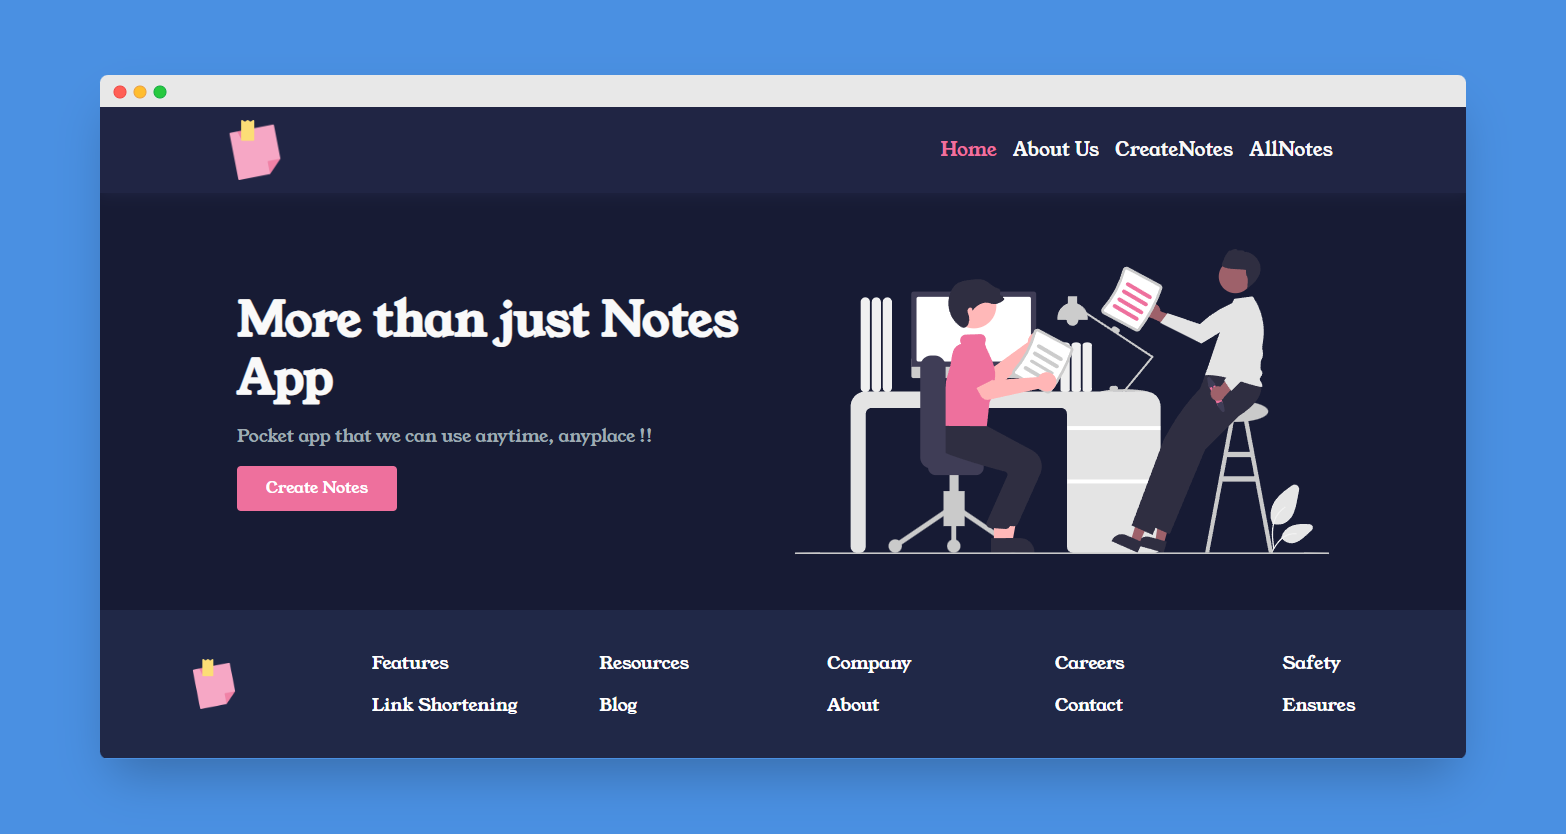 Home About Us CreateNotes AllNotes
More than just Notes
App
Pocket app that we can use anytime, anyplace !!
Create Notes
Features Resources Company Careers Safety
Link Shortening Blog About Contact Ensures